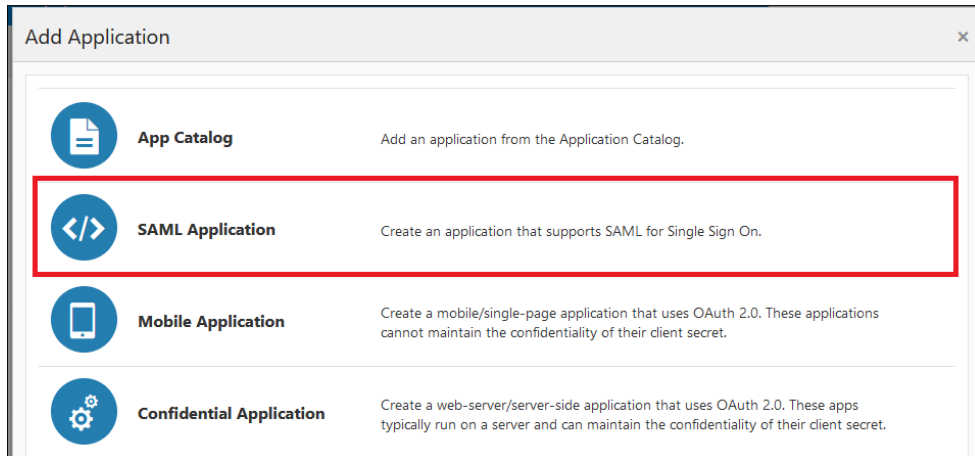 Add Application
×
App Catalog
Add an application from the Application Catalog.
</>
SAML Application
Create an application that supports SAML for Single Sign On.
Mobile Application
Create a mobile/single-page application that uses OAuth 2.0. These applications
cannot maintain the confidentiality of their client secret.
Confidential Application
Create a web-server/server-side application that uses OAuth 2.0. These apps
typically run on a server and can maintain the confidentiality of their client secret.